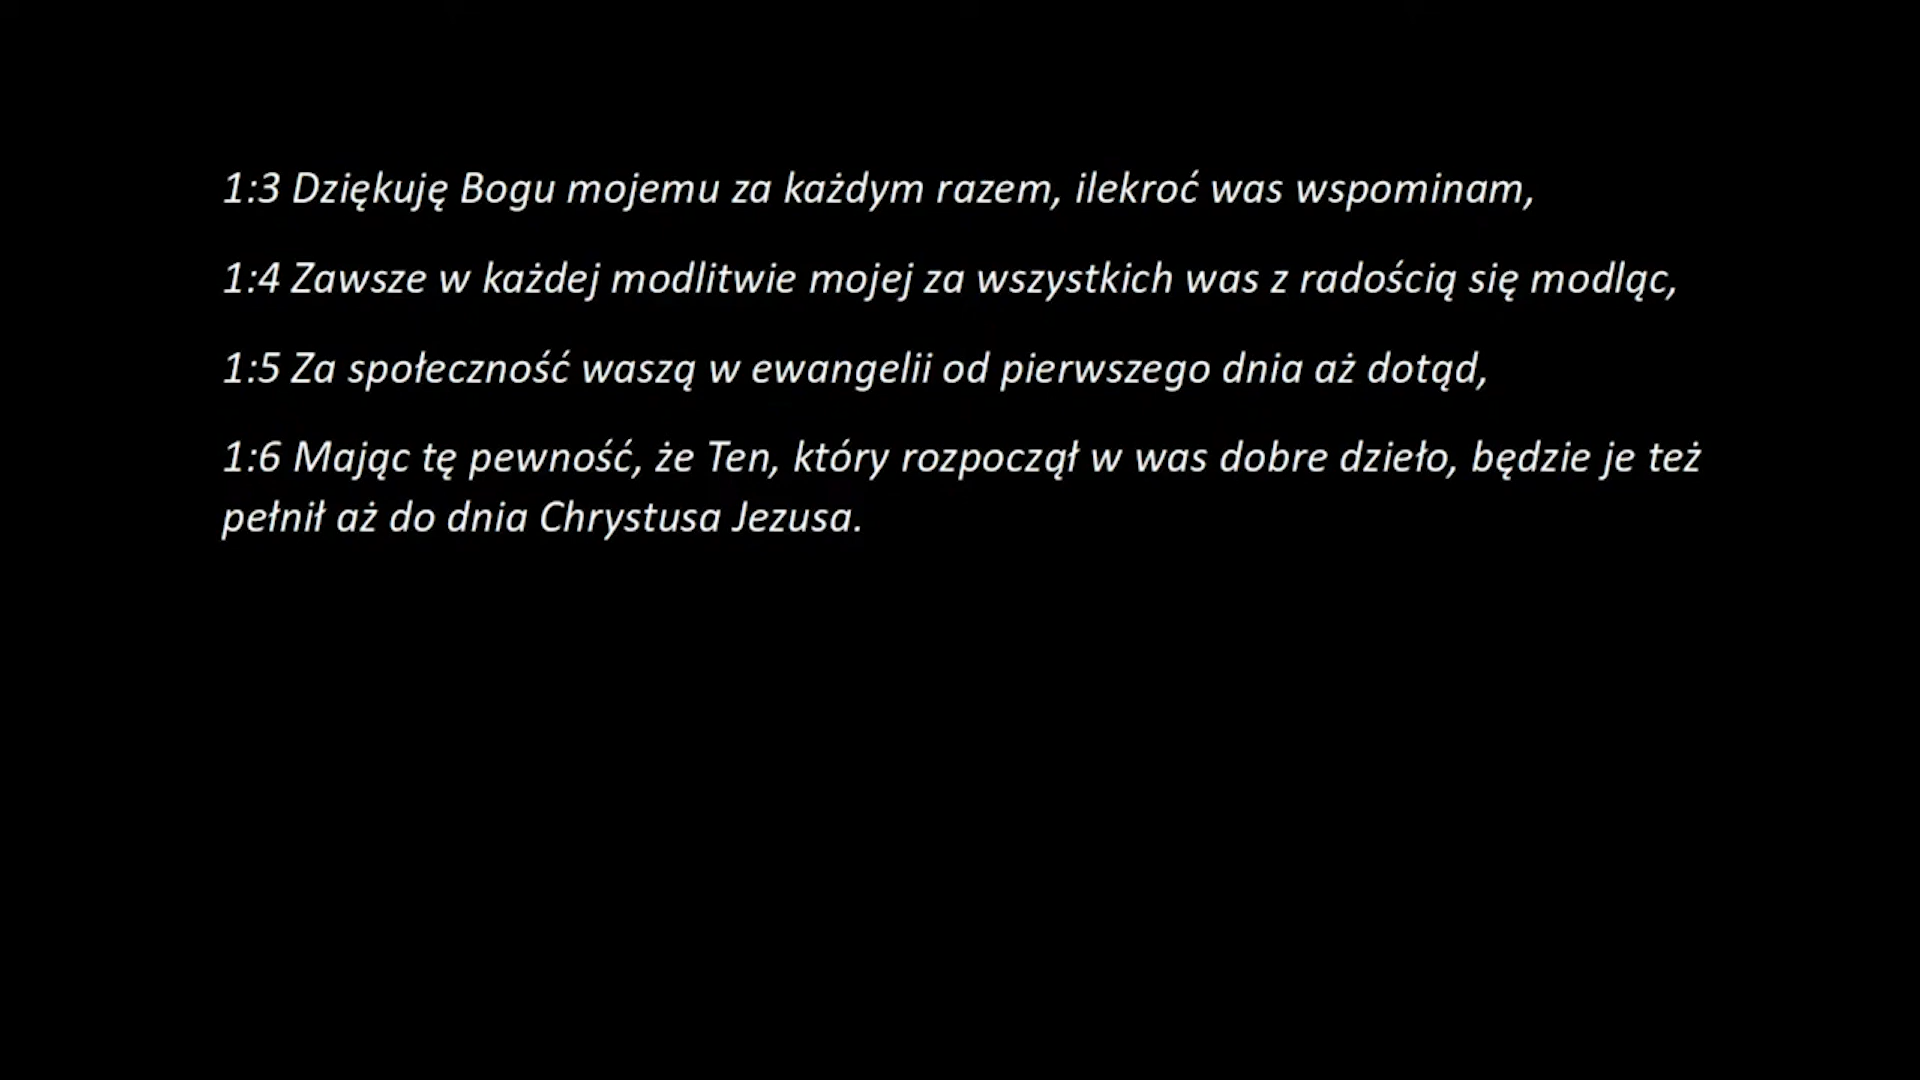 1:3 Dziękuję Bogu mojemu za każdym razem, ilekroć was wspominam,
1:4 Zawsze w każdej modlitwie mojej za wszystkich was z radością się modląc,
1:5 Za społeczność waszą w ewangelii od pierwszego dnia aż dotąd,
1:6 Mając tę pewność, że Ten, który rozpoczął w was dobre dzieło, będzie je też
pełnił aż do dnia Chrystusa Jezusa.